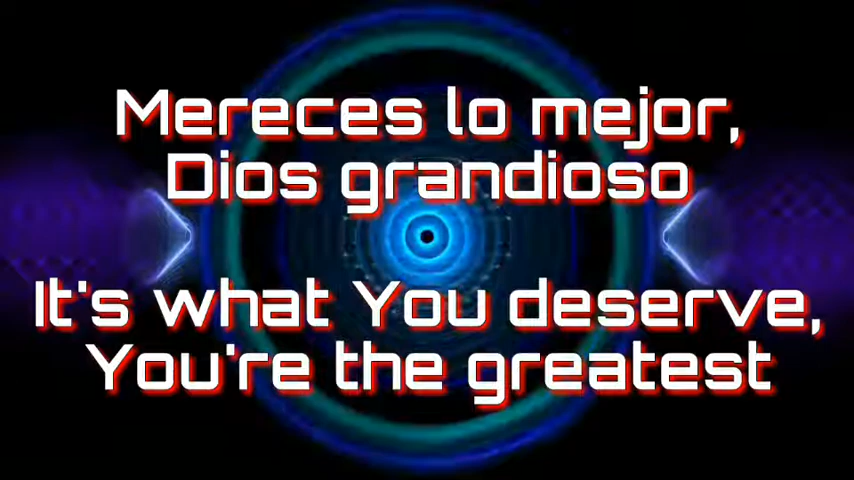 Mereces lo mejor,
Dios grandioso
It's what You deserve,
You're the greatest